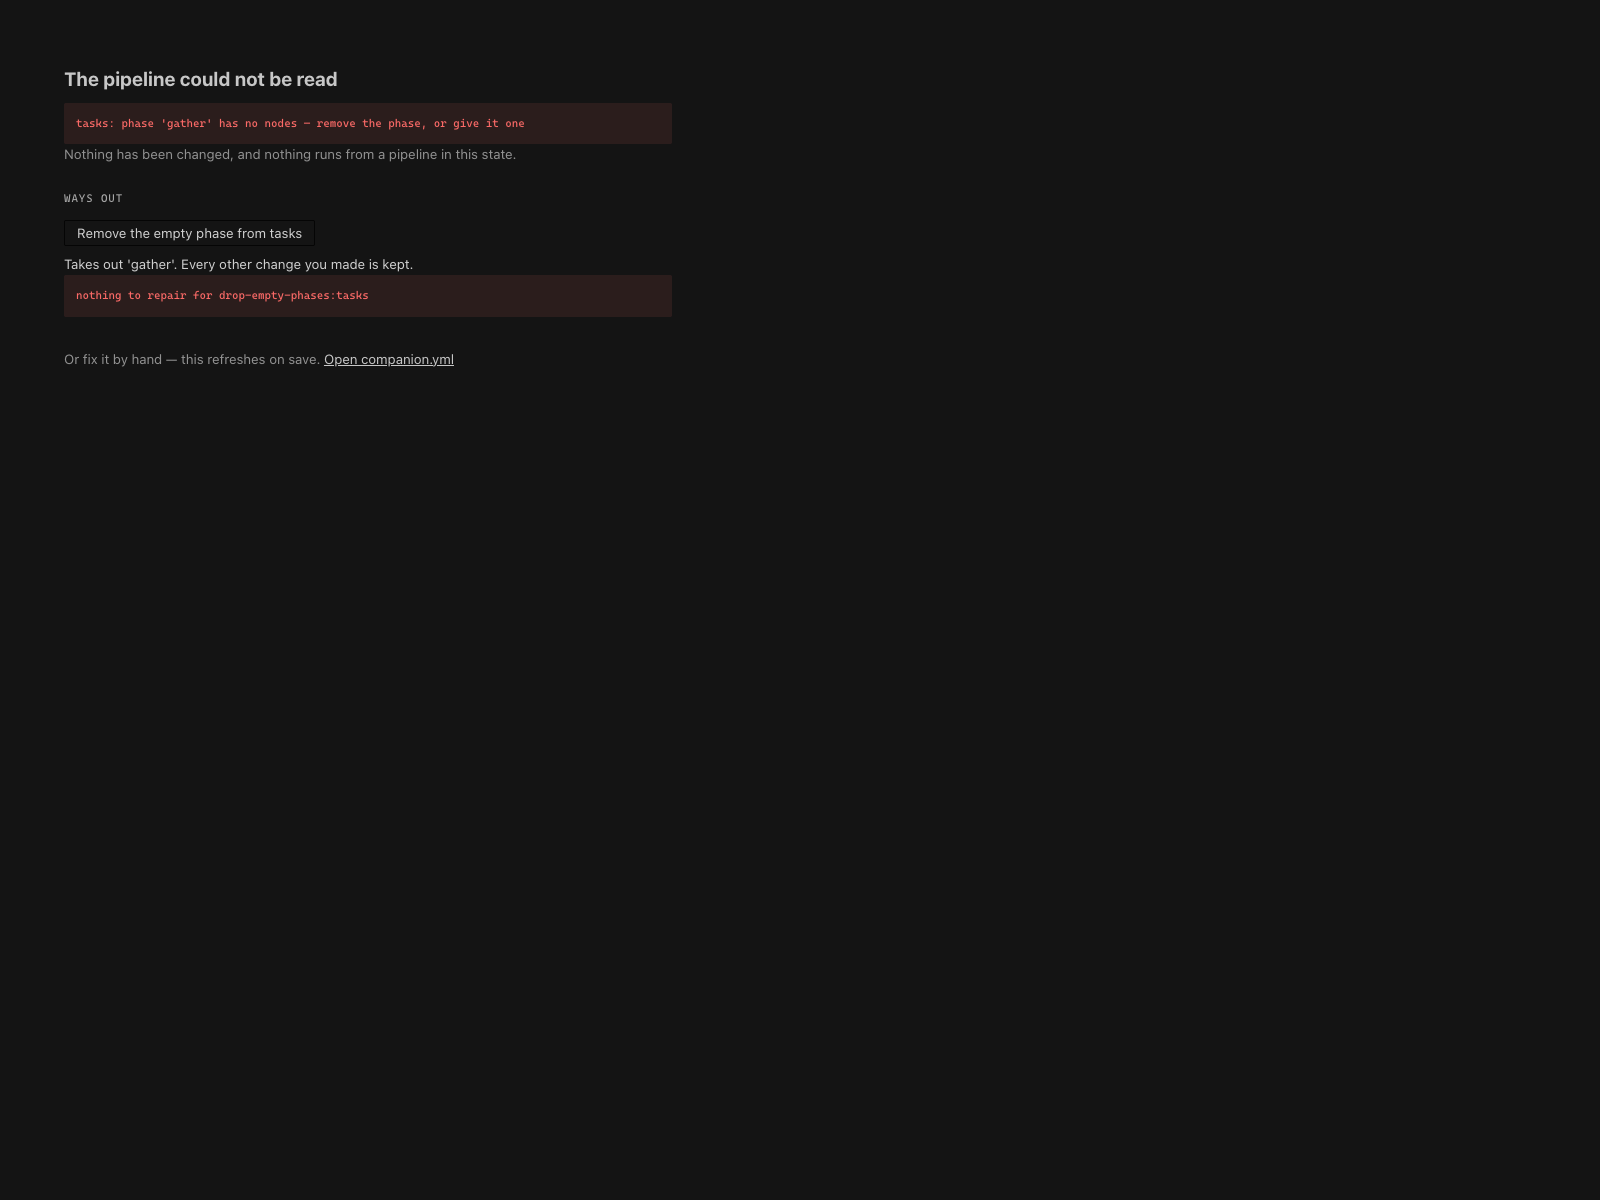 The pipeline could not be read
tasks: phase 'gather' has no nodes — remove the phase, or give it one
Nothing has been changed, and nothing runs from a pipeline in this state.
WAYS OUT
Remove the empty phase from tasks
Takes out 'gather'. Every other change you made is kept.
nothing to repair for drop-empty-phases:tasks
Or fix it by hand — this refreshes on save. Open companion.yml